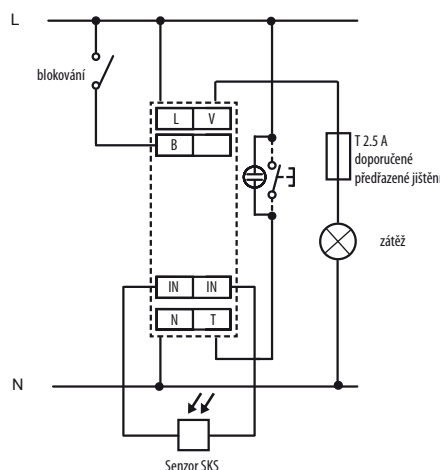 L
blokování
L V
B
T 2.5 A
doporučené
předřazené jištění
zátěž
IN IN
N T
N
Senzor SKS